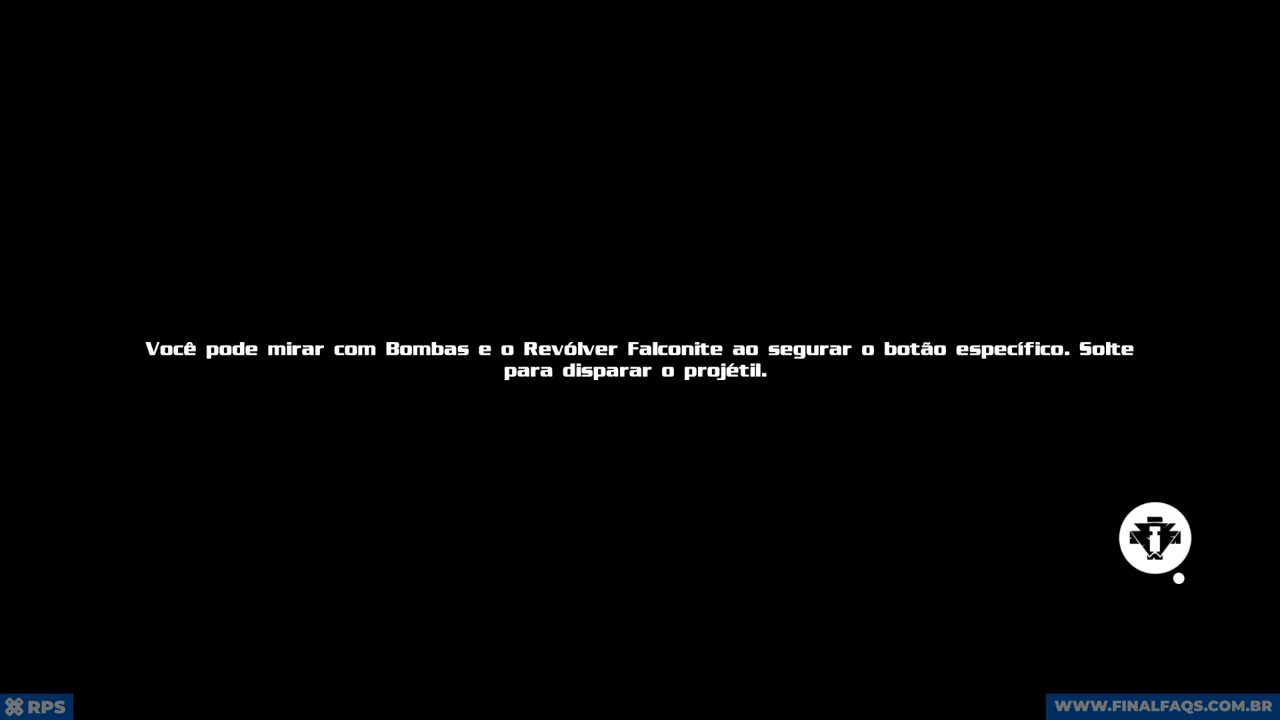 Você pode mirar com Bombas e o Revólver Falconite ao segurar o botão específico. Solte
para disparar o projétil.
RPS
WWW.FINALFAQS.COM.BR